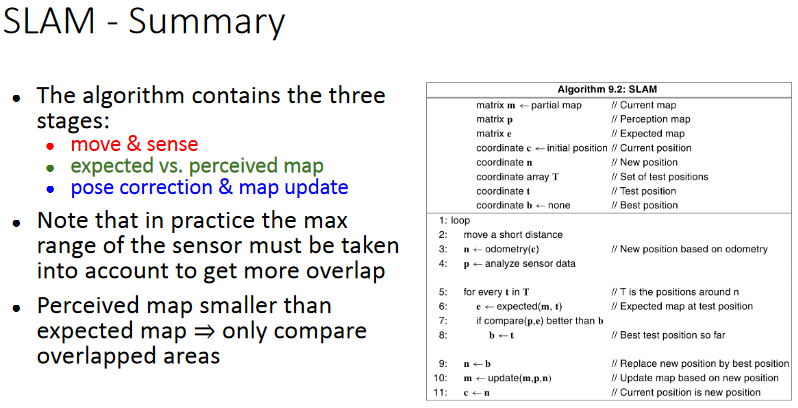 SLAM - Summary
• The algorithm contains the three
stages:
• move & sense
• expected vs. perceived map
• pose correction & map update
• Note that in practice the max
range of the sensor must be taken
into account to get more overlap
• Perceived map smaller than
expected map ⇒ only compare
overlapped areas
Algorithm 9.2: SLAM
matrix m ← partial map // Current map
matrix p // Perception map
matrix e // Expected map
coordinate c ← initial position // Current position
coordinate n // New position
coordinate array T // Set of test positions
coordinate t // Test position
coordinate b ← none // Best position
1: loop
2: move a short distance
3: n ← odometry(c) // New position based on odometry
4: p ← analyze sensor data
5: for every t in T // T is the positions around n
6: e ← expected(m, t) // Expected map at test position
7: if compare(p,e) better than b
8: b ← t // Best test position so far
9: n ← b // Replace new position by best position
10: m ← update(m,p,n) // Update map based on new position
11: c ← n // Current position is new position